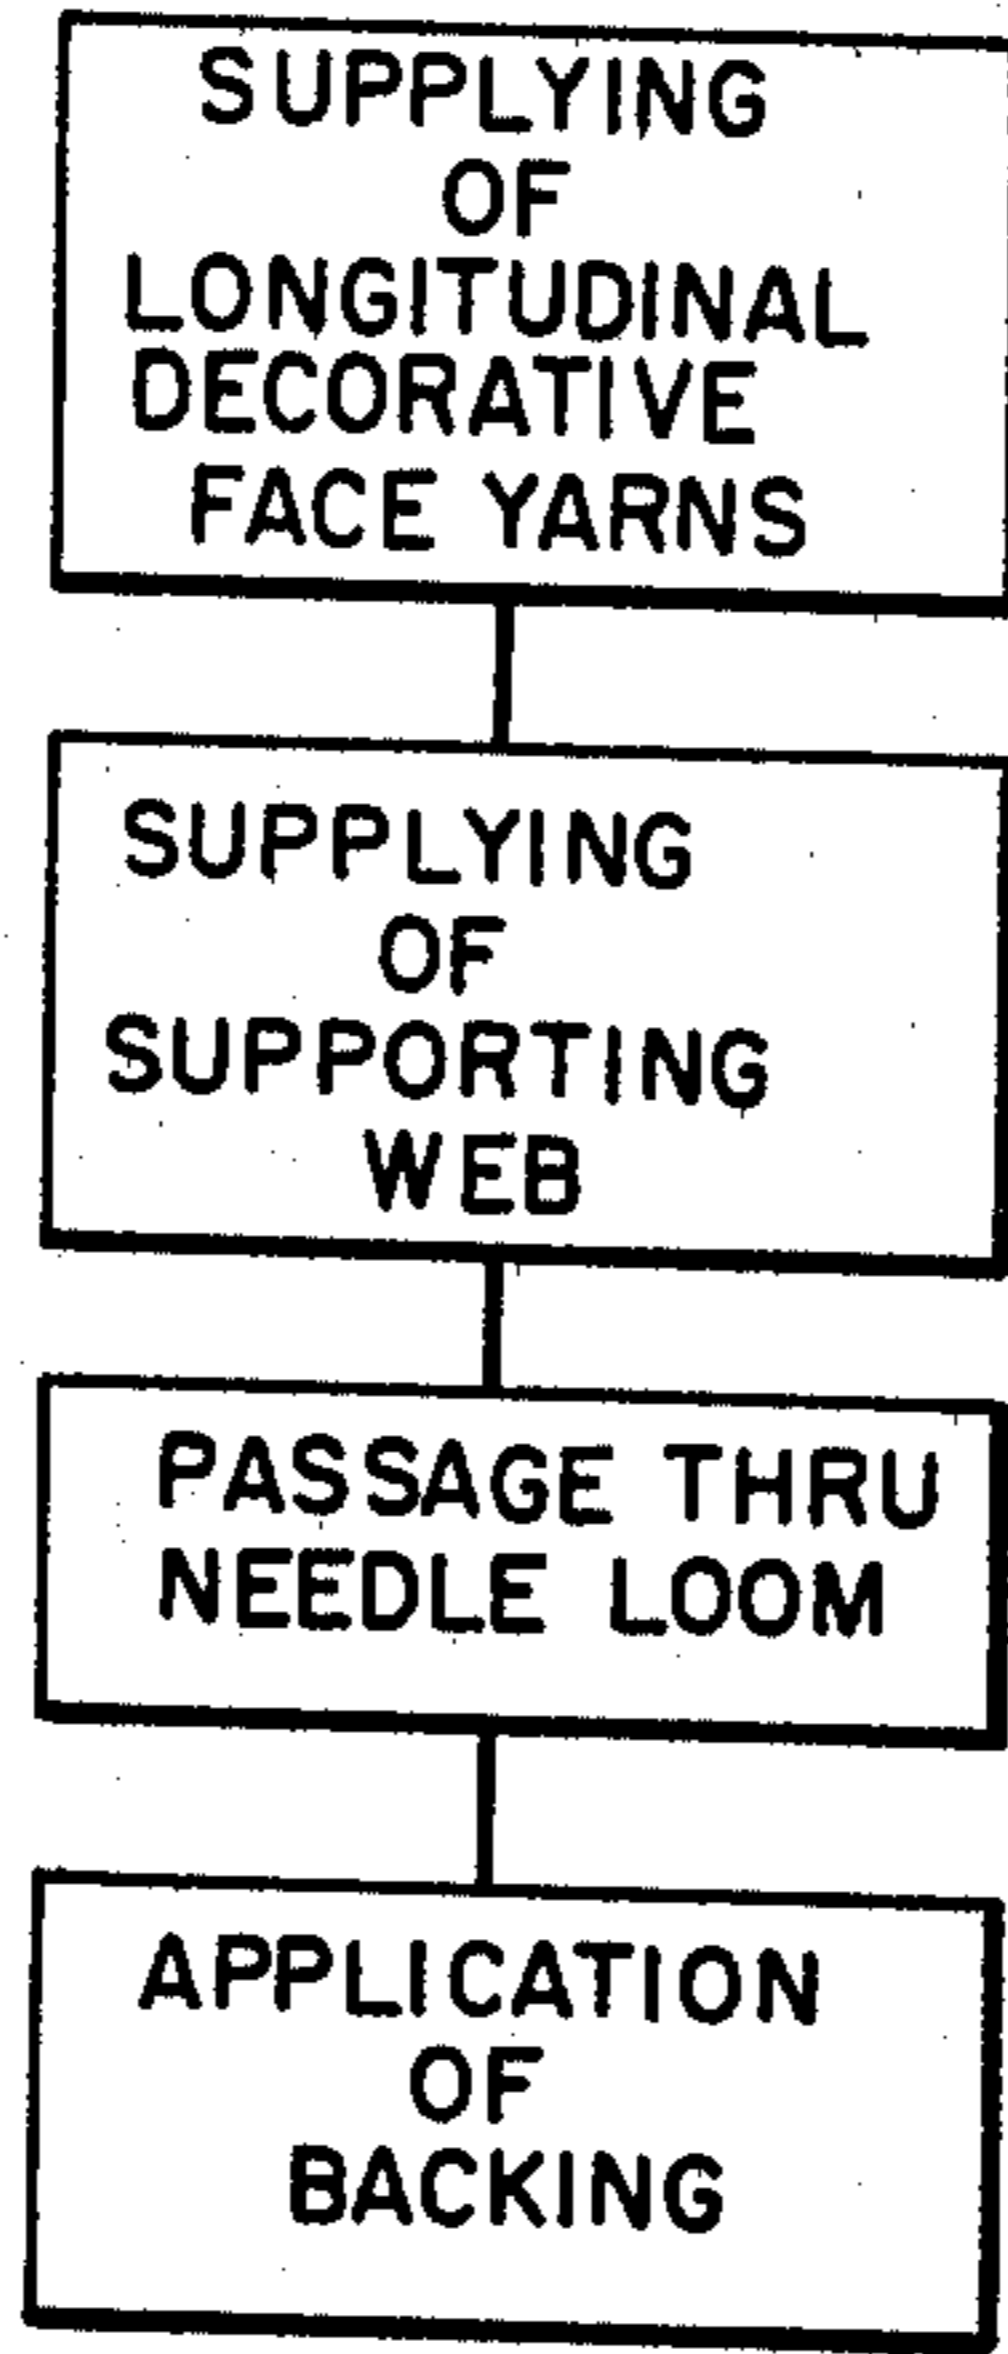 SUPPLYING
OF
LONGITUDINAL
DECORATIVE
FACE YARNS
SUPPLYING
OF
SUPPORTING
WEB
PASSAGE THRU
NEEDLE LOOM
APPLICATION
OF
BACKING